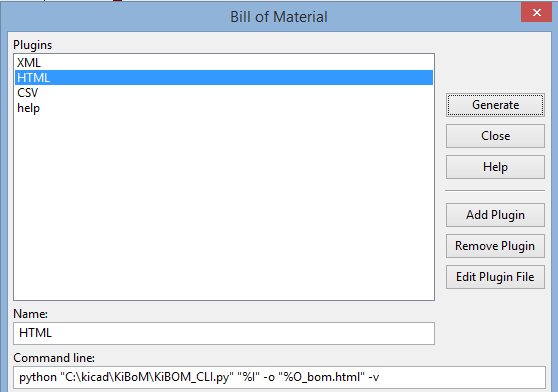 Bill of Material
Plugins
XML
HTML
CSV
help
Generate
Close
Help
Add Plugin
Remove Plugin
Edit Plugin File
Name:
HTML
Command line:
python "C:\kicad\KiBoM\KiBOM_CLI.py" "%I" -o "%O_bom.html" -v